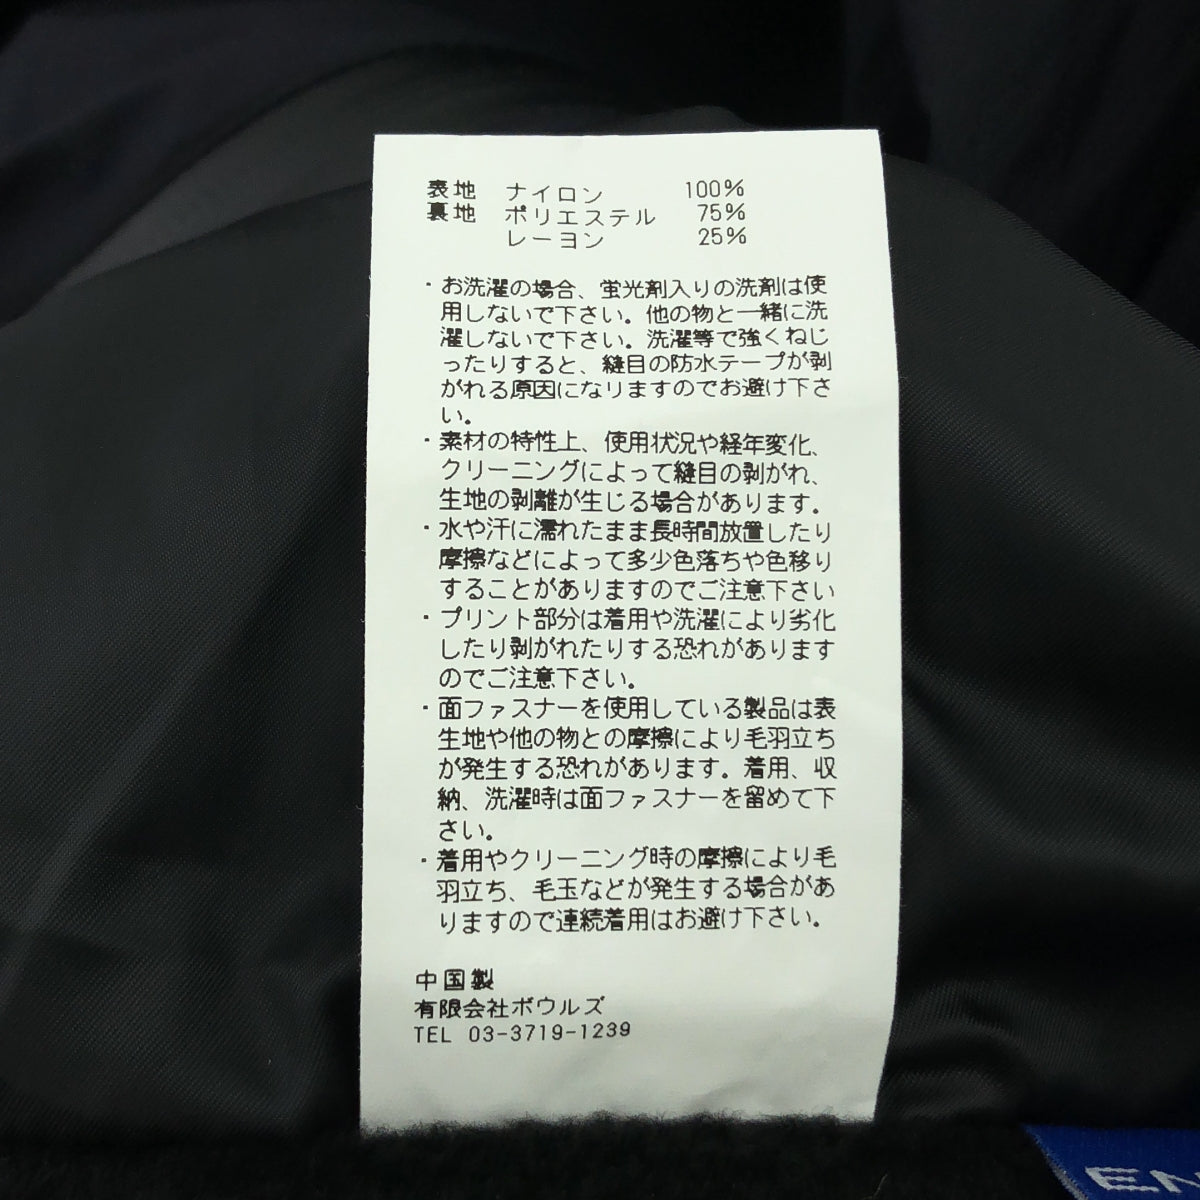 表地 ナイロン 100%
裏地 ポリエステル 75%
レーヨン 25%
・お洗濯の場合、蛍光剤入りの洗剤は使
用しないで下さい。他の物と一緒に洗
濯しないで下さい。洗濯等で強くねじ
ったりすると、縫目の防水テープが剥
がれる原因になりますのでお避け下さ
い。
・素材の特性上、使用状況や経年変化、
クリーニングによって縫目の剥がれ、
生地の剥離が生じる場合があります。
・水や汗に濡れたまま長時間放置したり
摩擦などによって多少色落ちや色移り
することがありますのでご注意下さい
・プリント部分は着用や洗濯により劣化
したり剥がれたりする恐れがあります
のでご注意下さい。
・面ファスナーを使用している製品は表
生地や他の物との摩擦により毛羽立ち
が発生する恐れがあります。着用、収
納、洗濯時は面ファスナーを留めて下
さい。
・着用やクリーニング時の摩擦により毛
羽立ち、毛玉などが発生する場合があ
りますので連続着用はお避け下さい。
中国製
有限会社ボウルズ
TEL 03-3719-1239
EN